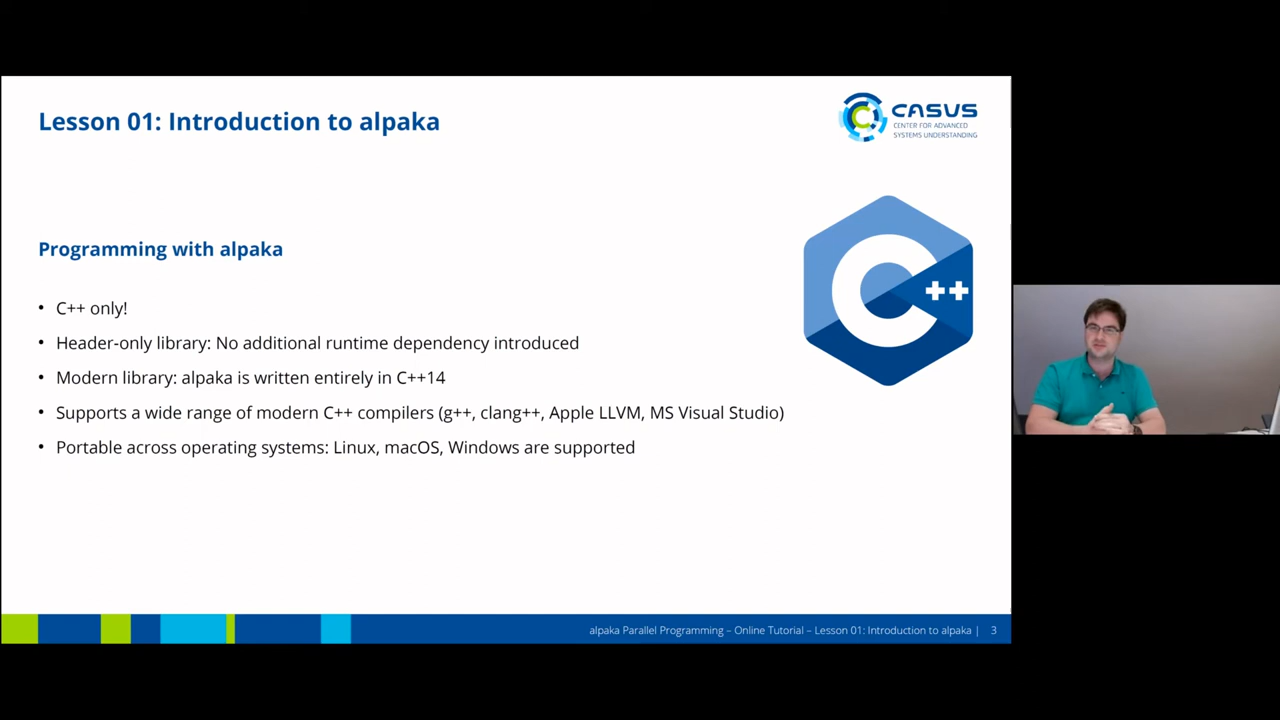 Lesson 01: Introduction to alpaka
CASUS
CENTER FOR ADVANCED
SYSTEMS UNDERSTANDING
Programming with alpaka
• C++ only!
• Header-only library: No additional runtime dependency introduced
• Modern library: alpaka is written entirely in C++14
• Supports a wide range of modern C++ compilers (g++, clang++, Apple LLVM, MS Visual Studio)
• Portable across operating systems: Linux, macOS, Windows are supported
C++
alpaka Parallel Programming – Online Tutorial – Lesson 01: Introduction to alpaka | 3